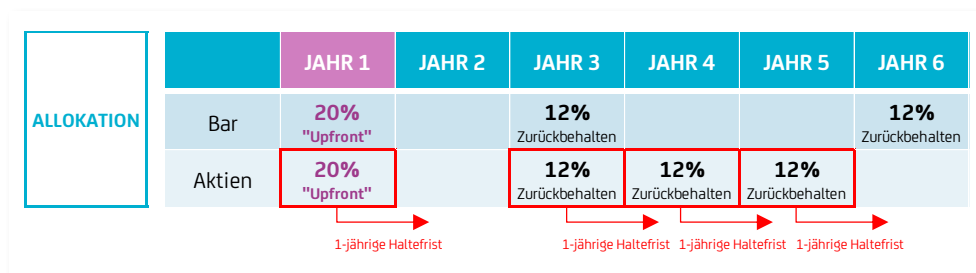 ALLOKATION
JAHR 1 JAHR 2 JAHR 3 JAHR 4 JAHR 5 JAHR 6
Bar 20% 12% 12%
"Upfront" Zurückbehalten Zurückbehalten
Aktien 20% 12% 12% 12%
"Upfront" Zurückbehalten Zurückbehalten Zurückbehalten
1-jährige Haltefrist 1-jährige Haltefrist 1-jährige Haltefrist 1-jährige Haltefrist